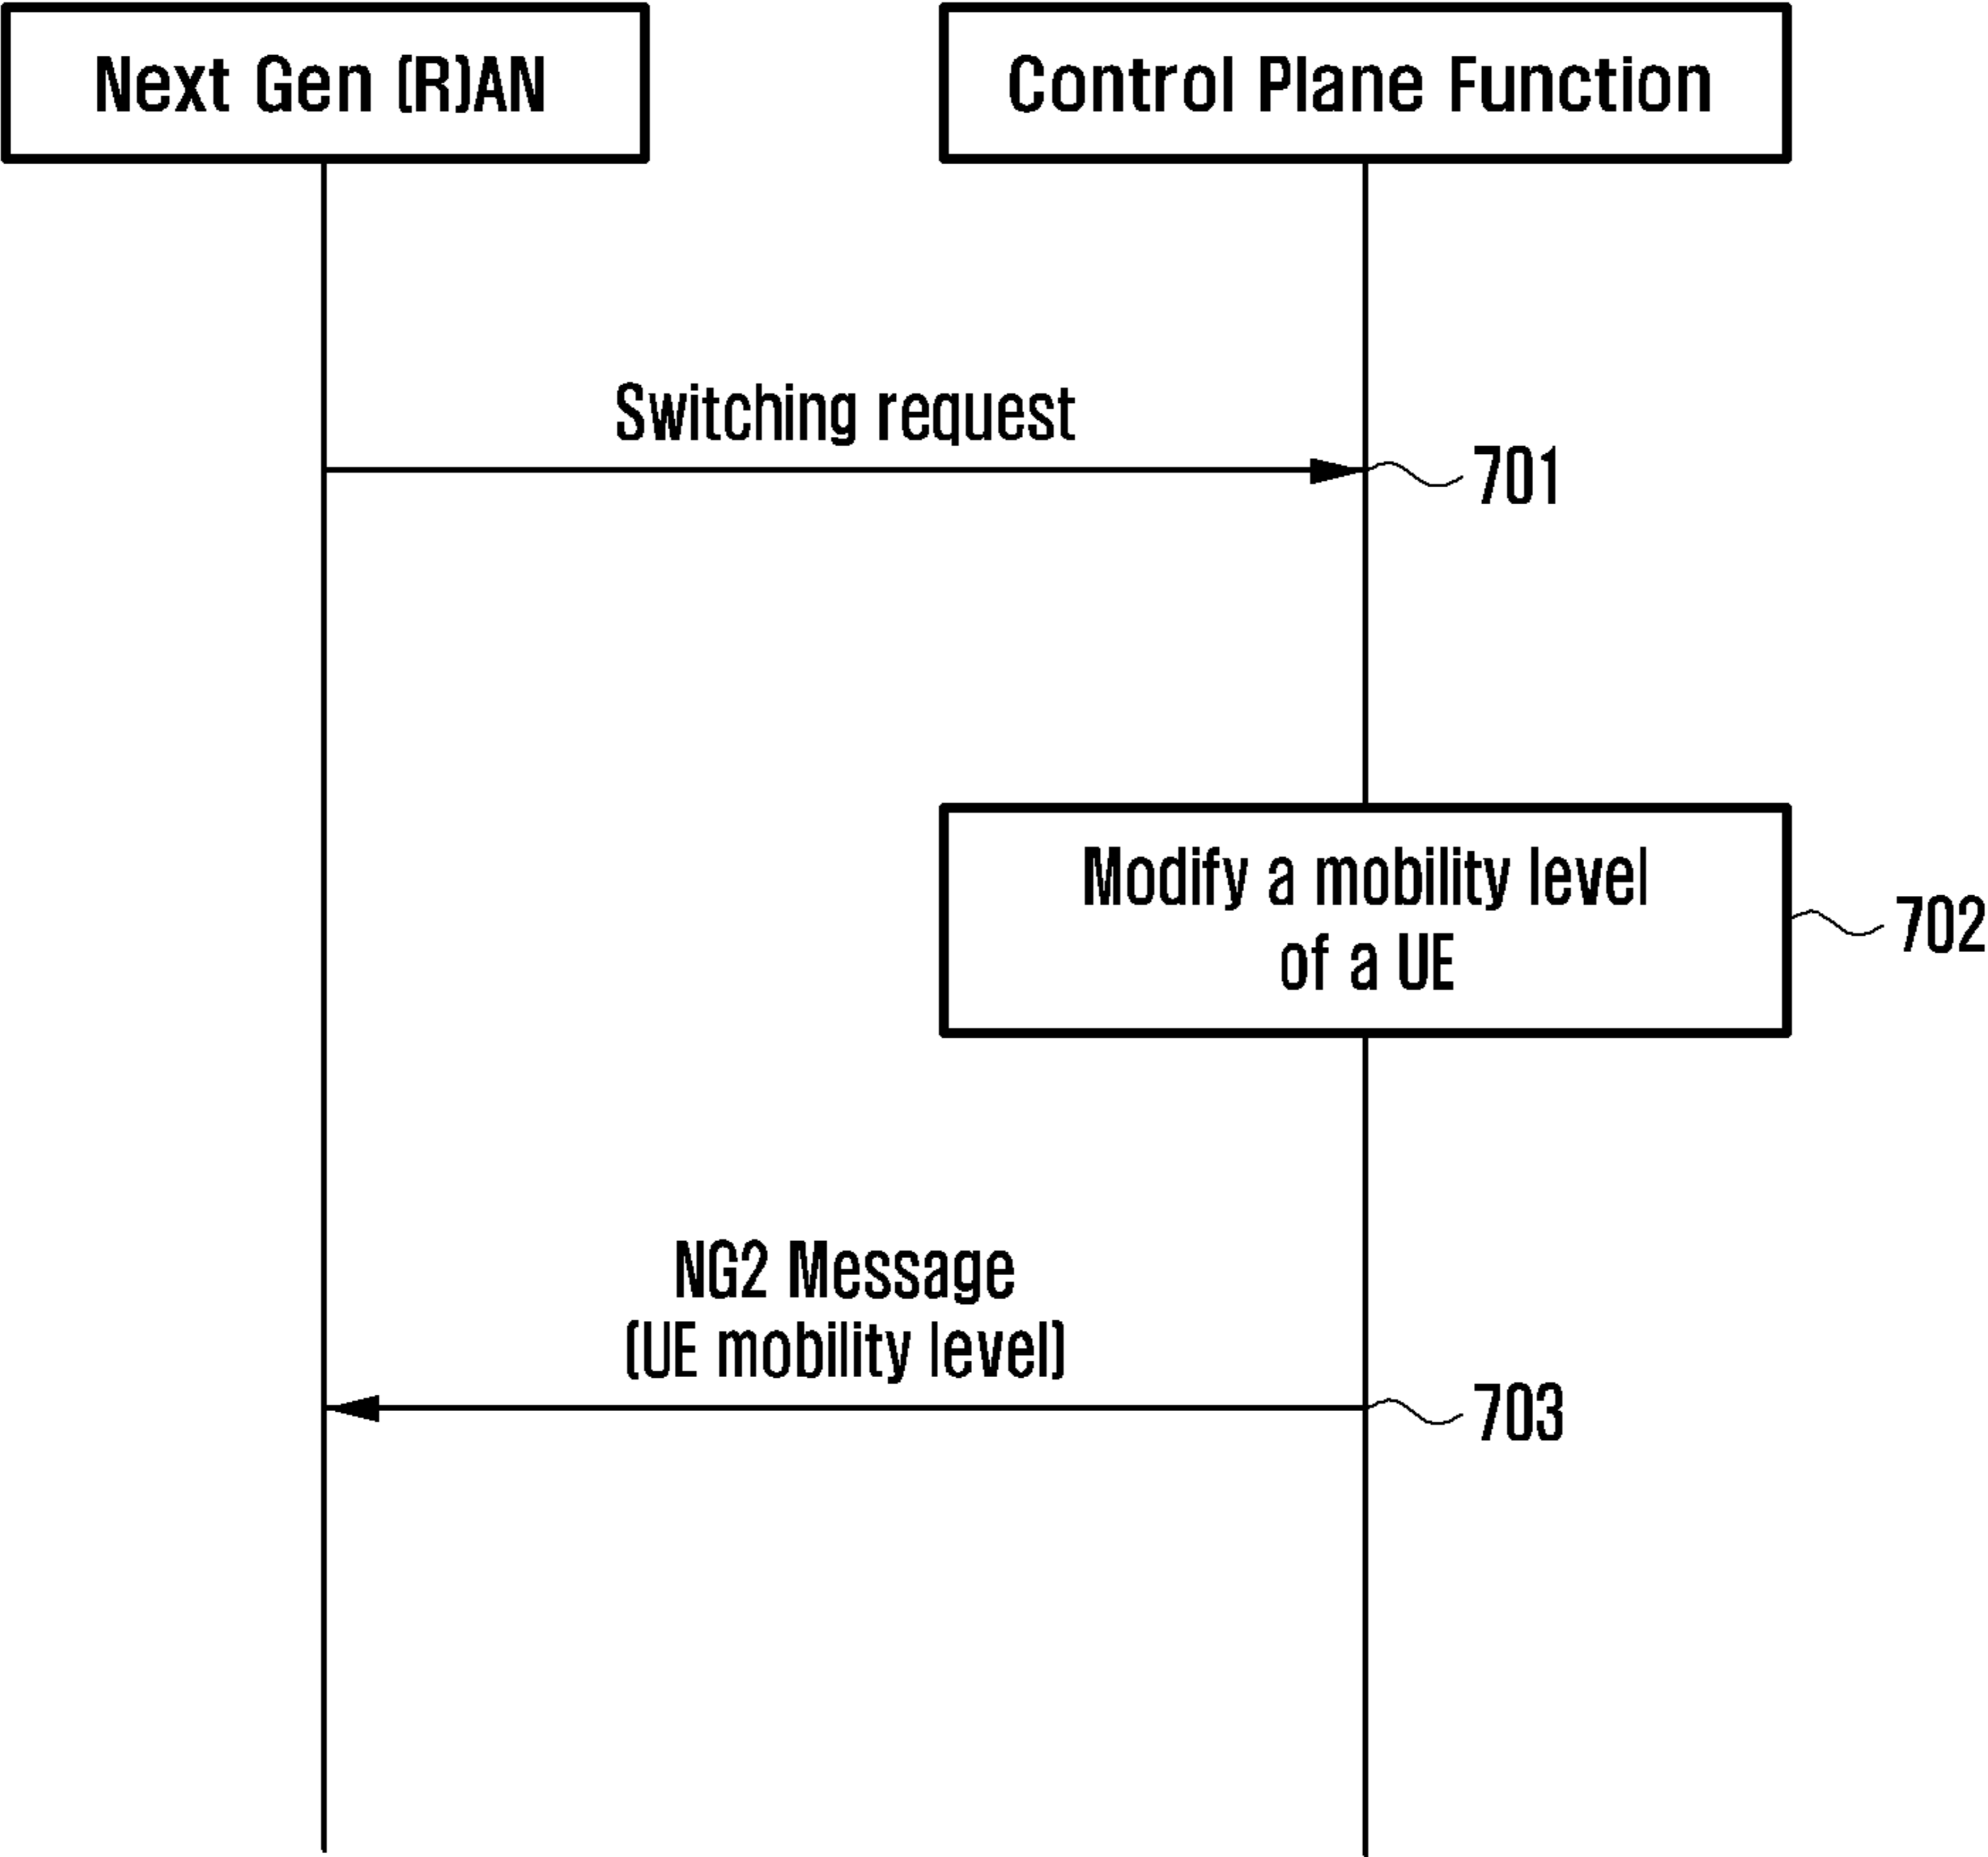 Next Gen (R)AN
Control Plane Function
Switching request
701
Modify a mobility level
of a UE
702
NG2 Message
(UE mobility level)
703